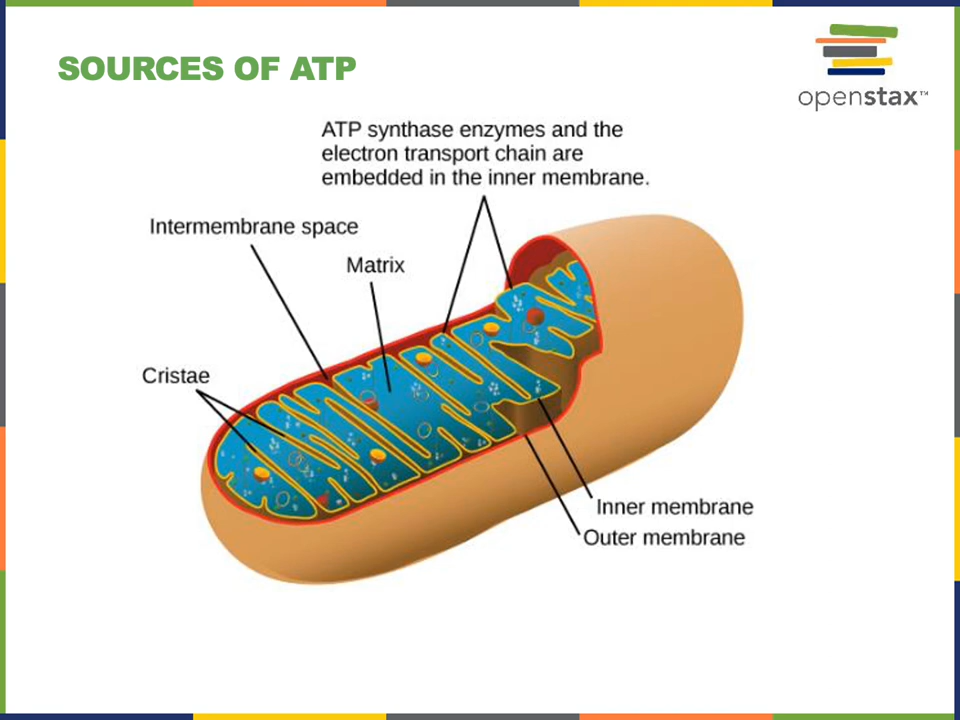 SOURCES OF ATP
openstax™
ATP synthase enzymes and the
electron transport chain are
embedded in the inner membrane.
Intermembrane space
Matrix
Cristae
Inner membrane
Outer membrane